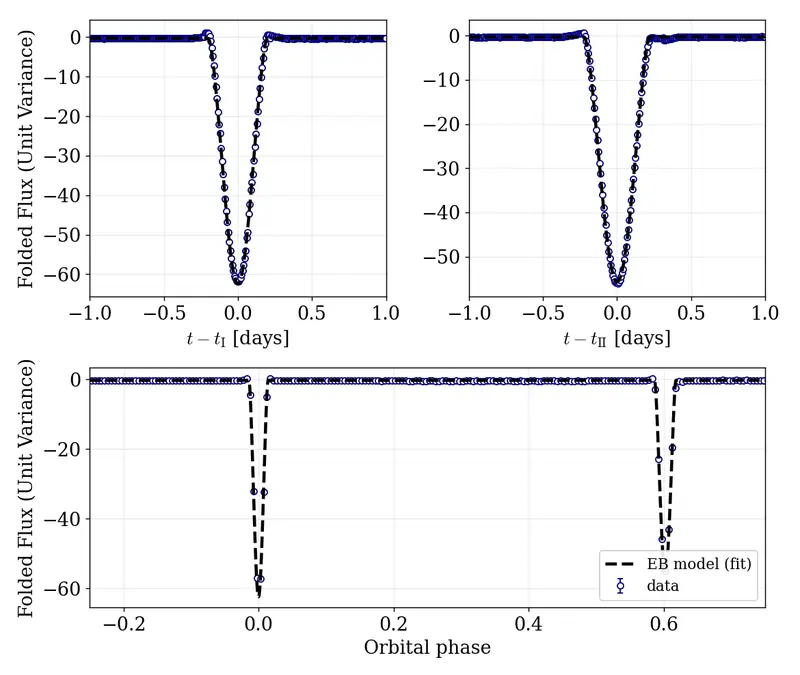 Folded Flux (Unit Variance)
0
−10
−20
−30
−40
−50
−60
−1.0 −0.5 0.0 0.5 1.0
t − tI [days]
0
−10
−20
−30
−40
−50
−1.0 −0.5 0.0 0.5 1.0
t − tII [days]
Folded Flux (Unit Variance)
0
−20
−40
−60
EB model (fit)
data
−0.2 0.0 0.2 0.4 0.6
Orbital phase